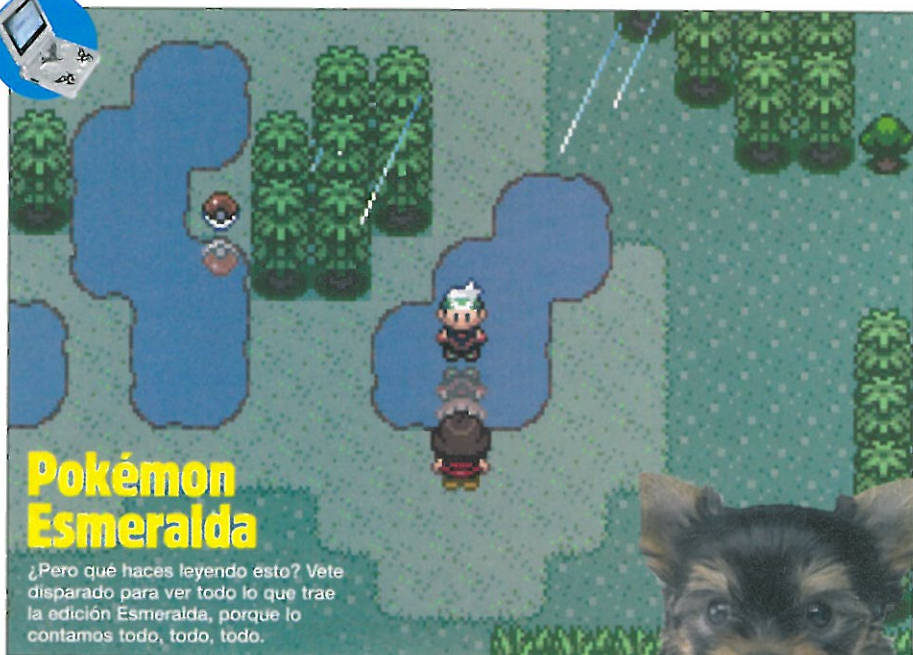 Pokémon
Esmeralda
¿Pero qué haces leyendo esto? Vete
disparado para ver todo lo que trae
la edición Esmeralda, porque lo
contamos todo, todo, todo.